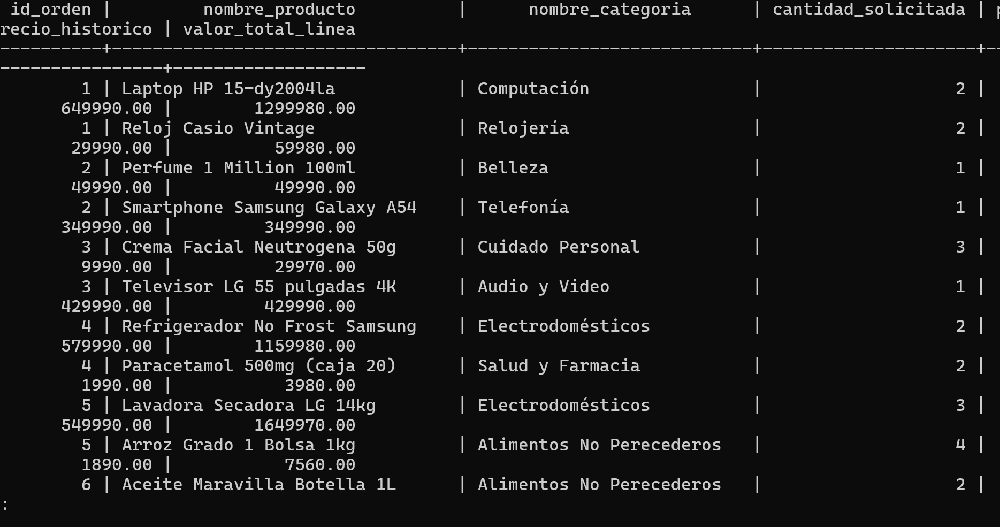 id_orden |         nombre_producto          |      nombre_categoria      | cantidad_solicitada | p
recio_historico | valor_total_linea
----------+----------------------------------+----------------------------+---------------------+--
----------------+-------------------
        1 | Laptop HP 15-dy2004la            | Computación                |                   2 |
      649990.00 |        1299980.00
        1 | Reloj Casio Vintage              | Relojería                  |                   2 |
       29990.00 |          59980.00
        2 | Perfume 1 Million 100ml          | Belleza                    |                   1 |
       49990.00 |          49990.00
        2 | Smartphone Samsung Galaxy A54    | Telefonía                  |                   1 |
      349990.00 |         349990.00
        3 | Crema Facial Neutrogena 50g      | Cuidado Personal           |                   3 |
        9990.00 |          29970.00
        3 | Televisor LG 55 pulgadas 4K      | Audio y Video              |                   1 |
      429990.00 |         429990.00
        4 | Refrigerador No Frost Samsung    | Electrodomésticos          |                   2 |
      579990.00 |        1159980.00
        4 | Paracetamol 500mg (caja 20)      | Salud y Farmacia           |                   2 |
        1990.00 |           3980.00
        5 | Lavadora Secadora LG 14kg        | Electrodomésticos          |                   3 |
      549990.00 |        1649970.00
        5 | Arroz Grado 1 Bolsa 1kg          | Alimentos No Perecederos   |                   4 |
        1890.00 |           7560.00
        6 | Aceite Maravilla Botella 1L      | Alimentos No Perecederos   |                   2 |
: